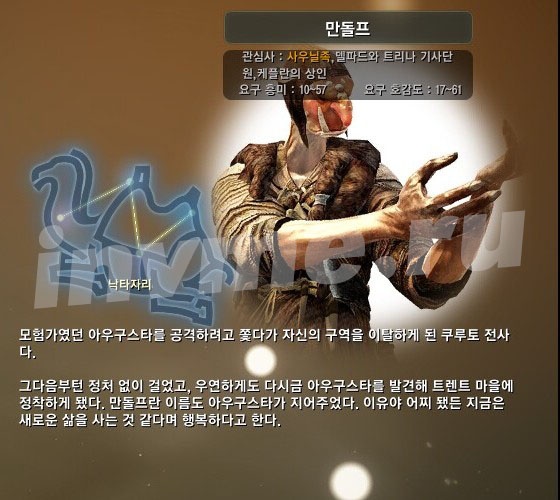 만돌프
관심사 : 사우닐족,델파드와 트리나 기사단
원,케플란의 상인
요구 흥미 : 10~57 요구 호감도 : 17~61
invme.ru
낙타자리
모험가였던 아우구스타를 공격하려고 쫓다가 자신의 구역을 이탈하게 된 쿠루토 전사
다.
그다음부턴 정처 없이 걸었고, 우연하게도 다시금 아우구스타를 발견해 트렌트 마을에
정착하게 됐다. 만돌프란 이름도 아우구스타가 지어주었다. 이유야 어찌 됐든 지금은
새로운 삶을 사는 것 같다며 행복하다고 한다.